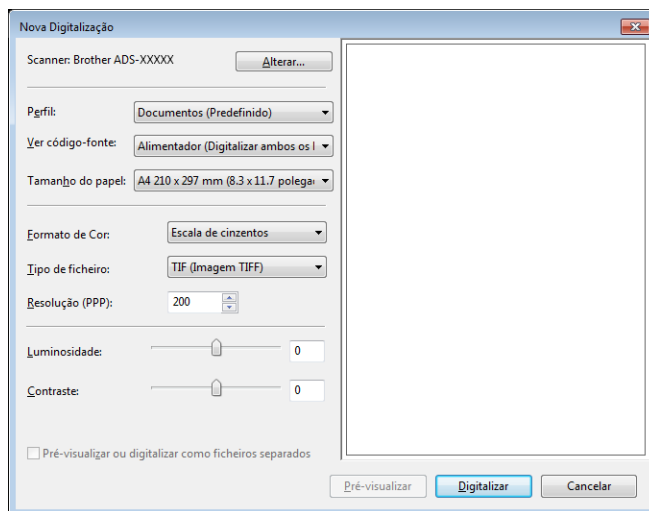 Nova Digitalização
Scanner: Brother ADS-XXXXX
Alterar...
Perfil:
Documentos (Predefinido)
Ver código-fonte:
Alimentador (Digitalizar ambos os l
Tamanho do papel:
A4 210 x 297 mm (8.3 x 11.7 polega
Formato de Cor:
Escala de cinzentos
Tipo de ficheiro:
TIF (Imagem TIFF)
Resolução (PPP):
200
Luminosidade:
0
Contraste:
0
Pré-visualizar ou digitalizar como ficheiros separados
Pré-visualizar
Digitalizar
Cancelar